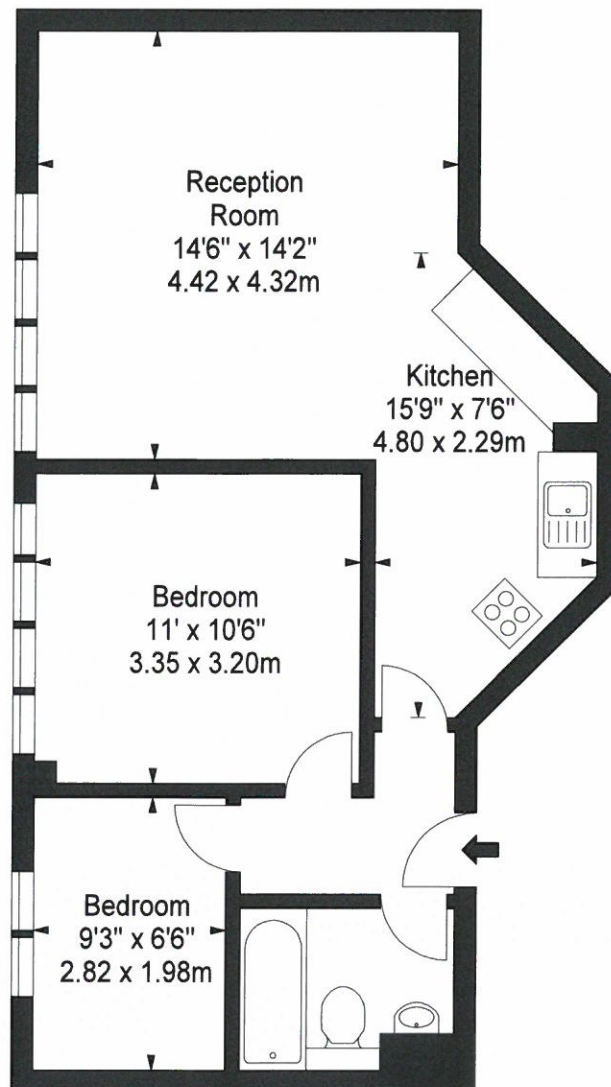 Reception
Room
14'6" x 14'2"
4.42 x 4.32m
Kitchen
15'9" x 7'6"
4.80 x 2.29m
Bedroom
11' x 10'6"
3.35 x 3.20m
Bedroom
9'3" x 6'6"
2.82 x 1.98m